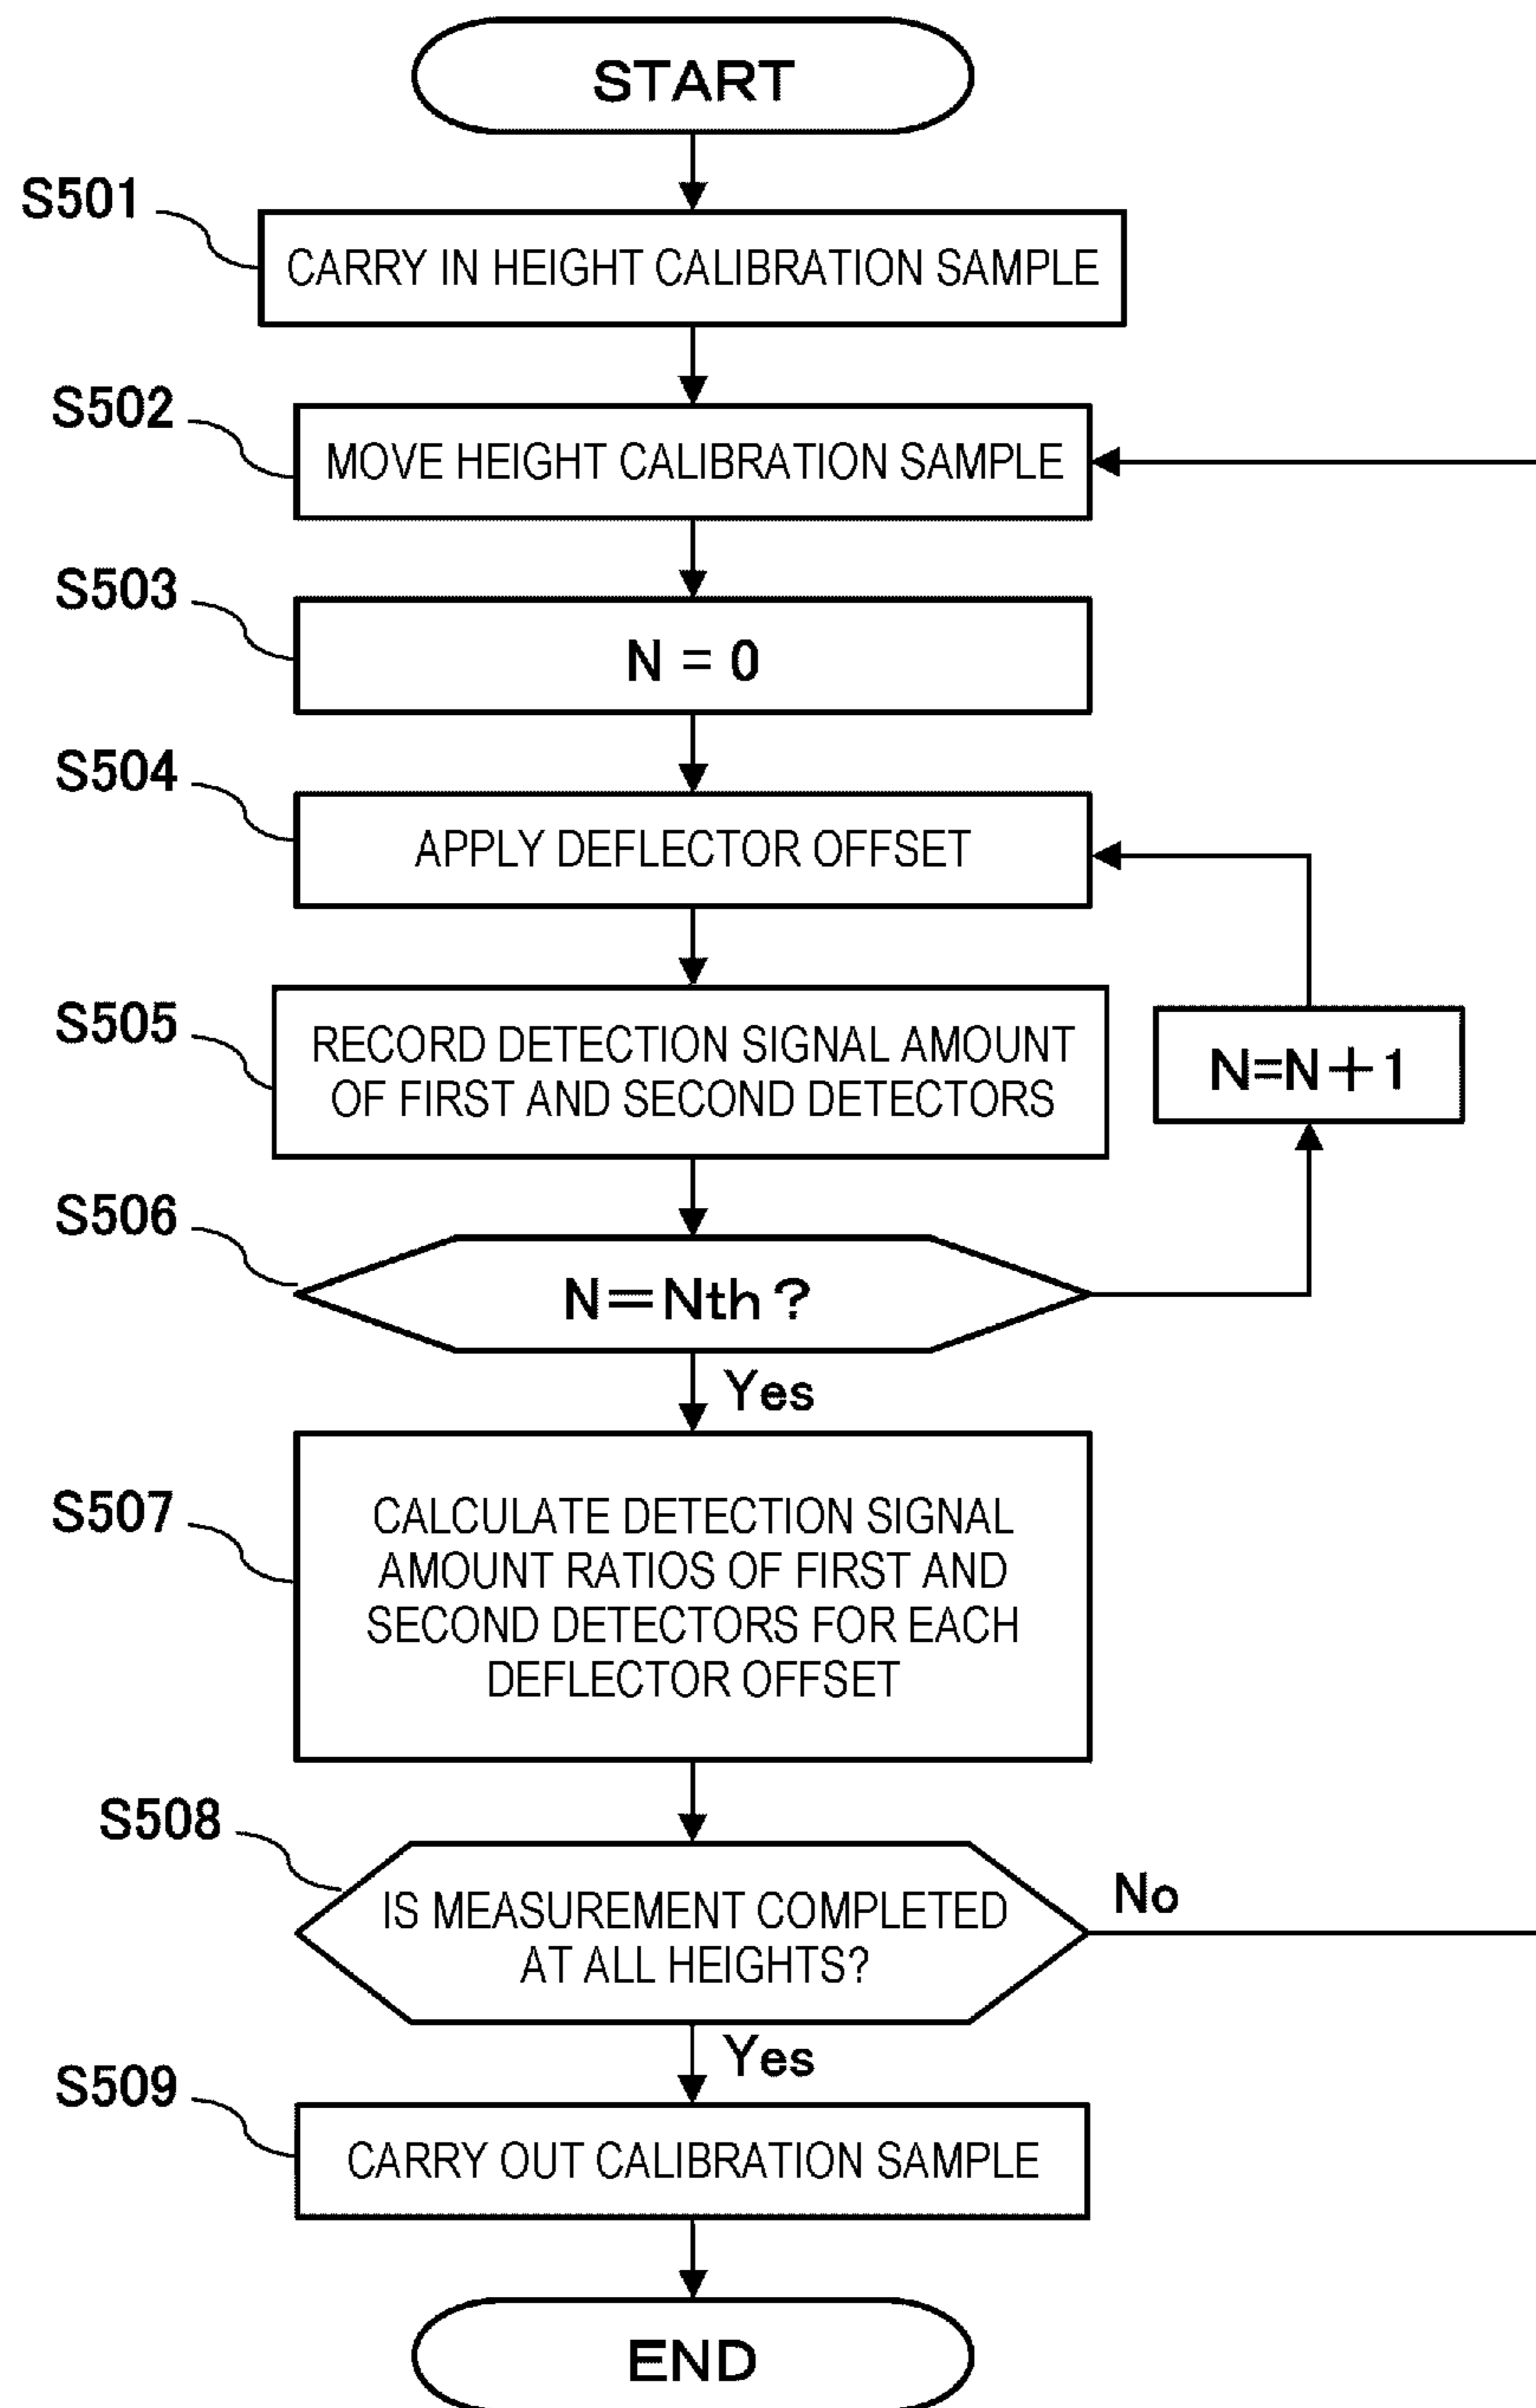 START
S501
CARRY IN HEIGHT CALIBRATION SAMPLE
S502
MOVE HEIGHT CALIBRATION SAMPLE
S503
N = 0
S504
APPLY DEFLECTOR OFFSET
S505
RECORD DETECTION SIGNAL AMOUNT
OF FIRST AND SECOND DETECTORS
N=N+1
S506
N=Nth?
Yes
S507
CALCULATE DETECTION SIGNAL
AMOUNT RATIOS OF FIRST AND
SECOND DETECTORS FOR EACH
DEFLECTOR OFFSET
S508
IS MEASUREMENT COMPLETED
AT ALL HEIGHTS?
No
Yes
S509
CARRY OUT CALIBRATION SAMPLE
END